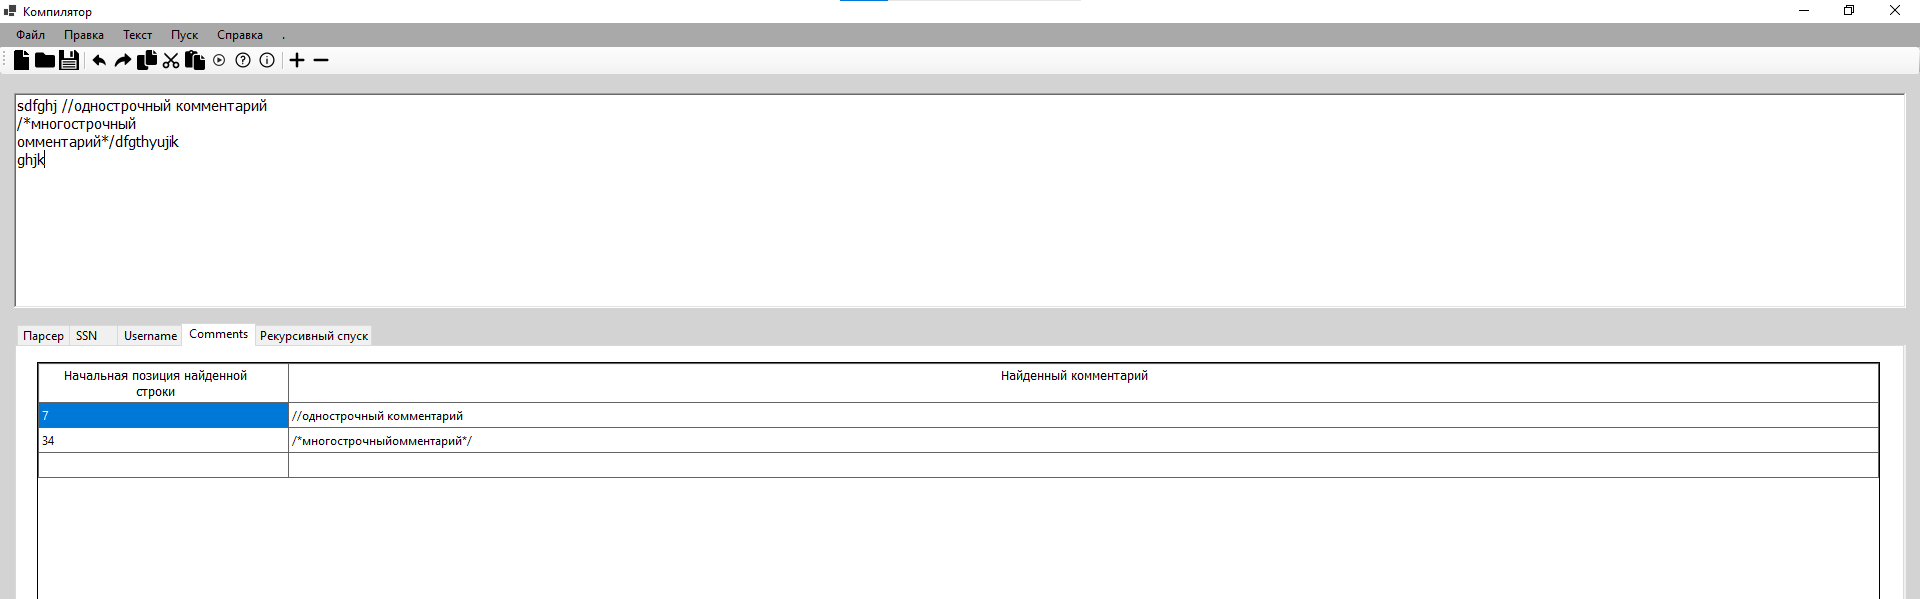 Компилятор
Файл Правка Текст Пуск Справка .
sdfghj //однострочный комментарий
/*многострочный
омментарий*/dfgthyujik
ghjk
Парсер SSN Username Comments Рекурсивный спуск
Начальная позиция найденной
строки
Найденный комментарий
7 //однострочный комментарий
34 /*многострочныйомментарий*/